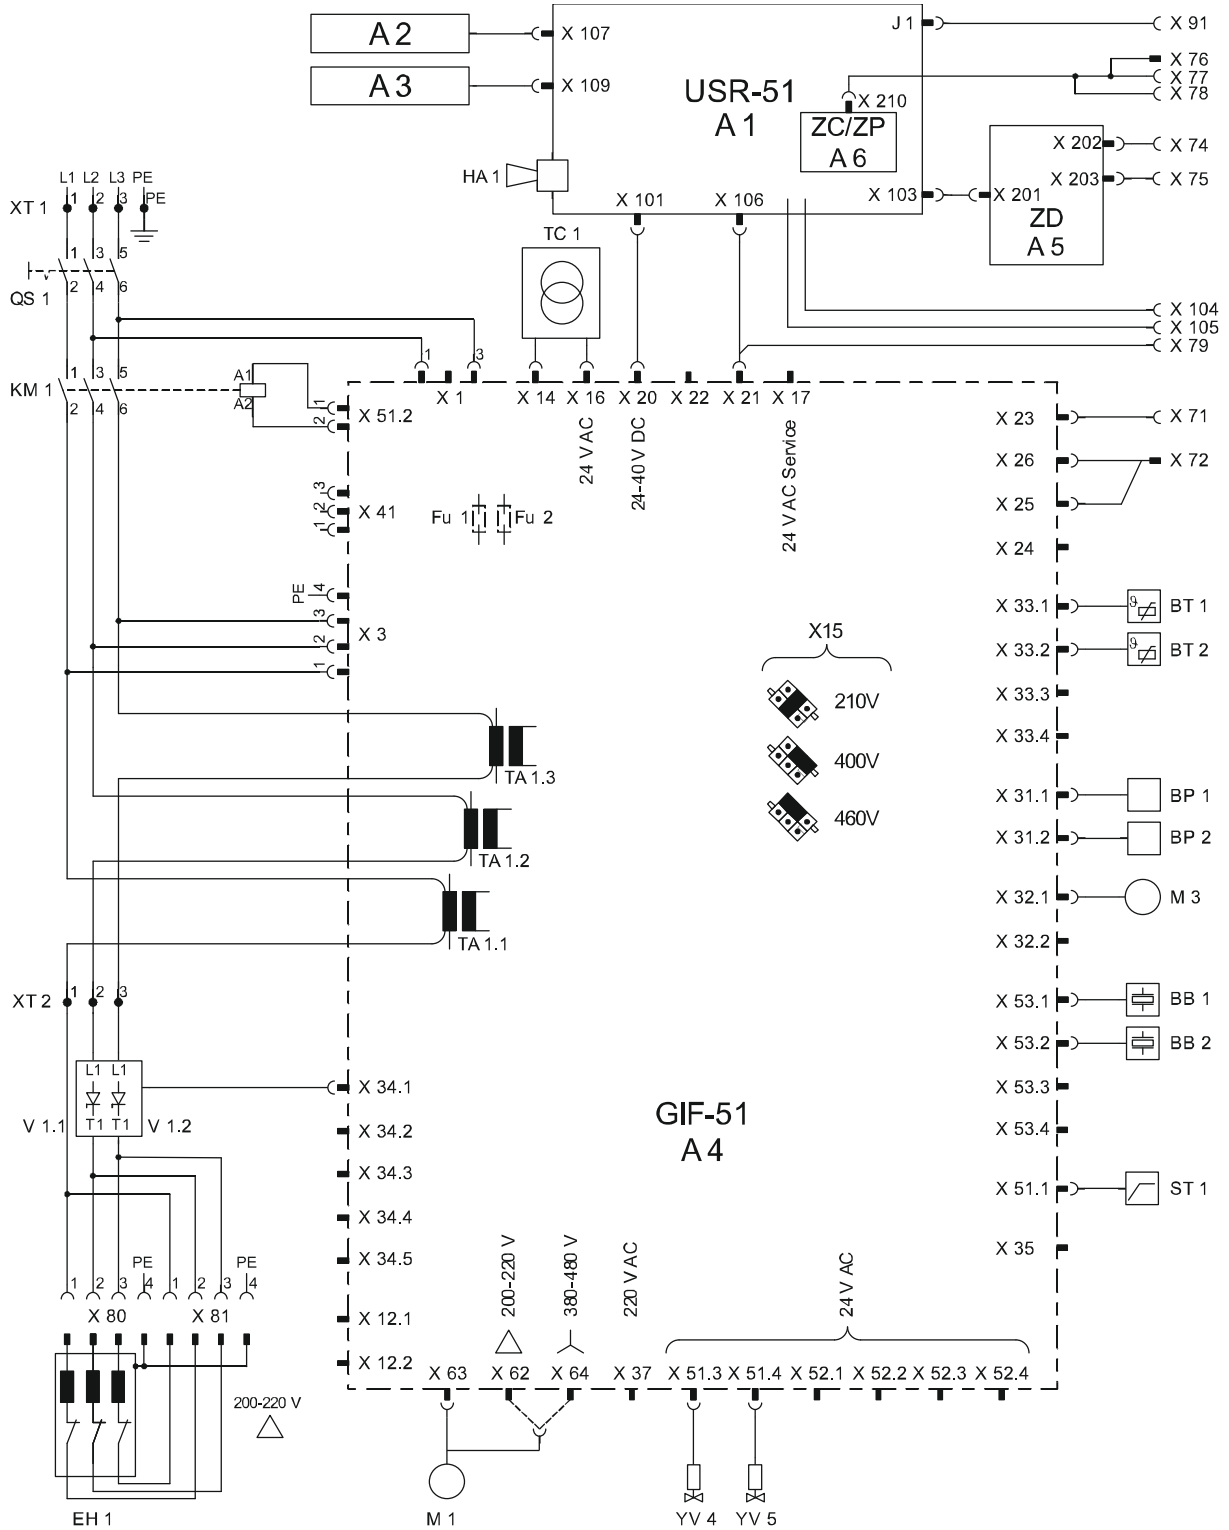 A 2
X 107
J 1
X 91
X 76
X 77
X 78
A 3
X 109
USR-51
A 1
X 210
ZC/ZP
A 6
X 202
X 74
X 203
X 75
HA 1
X 101
X 106
X 103
X 201
ZD
A 5
L1 L2 L3 PE
XT 1
1 2 3 PE
TC 1
1 3 5
QS 1
2 4 6
X 104
X 105
X 79
1 3
KM 1
1 3 5
2 4 6
A1
A2
1
2
X 51.2
X 1
X 14
X 16
X 20
X 22
X 21
X 17
24 V AC
24-40 V DC
24 V AC Service
X 23
X 71
X 26
X 72
X 25
X 24
3
2
1
X 41
Fu 1
Fu 2
PE
4
3
2
1
X 3
X15
210V
400V
460V
X 33.1
BT 1
X 33.2
BT 2
X 33.3
X 33.4
TA 1.3
TA 1.2
TA 1.1
X 31.1
BP 1
X 31.2
BP 2
X 32.1
M 3
X 32.2
XT 2
1 2 3
X 53.1
BB 1
X 53.2
BB 2
X 53.3
X 53.4
L1 L1
T1 T1
V 1.1
V 1.2
X 34.1
X 34.2
X 34.3
X 34.4
X 34.5
GIF-51
A 4
X 51.1
ST 1
X 35
PE PE
1 2 3 4 1 2 3 4
X 80
X 81
X 12.1
X 12.2
200-220 V
380-480 V
220 V AC
24 V AC
X 63
X 62
X 64
X 37
X 51.3
X 51.4
X 52.1
X 52.2
X 52.3
X 52.4
200-220 V
EH 1
M 1
YV 4
YV 5